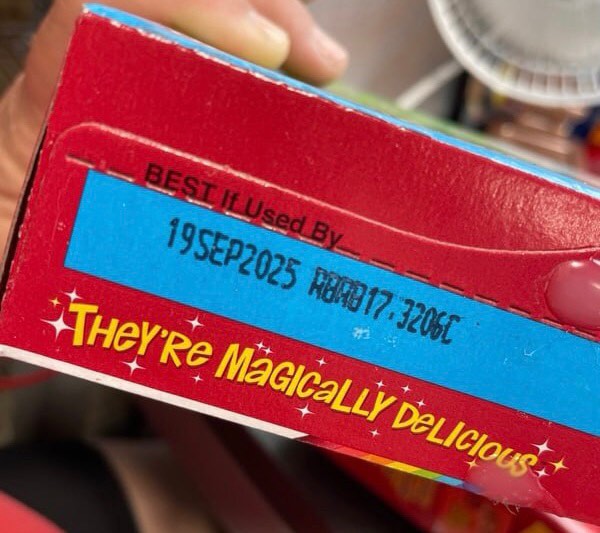 BEST If Used By
19SEP2025 ABAB17.3206C
THEY'RE MAGICALLY DELICIOUS